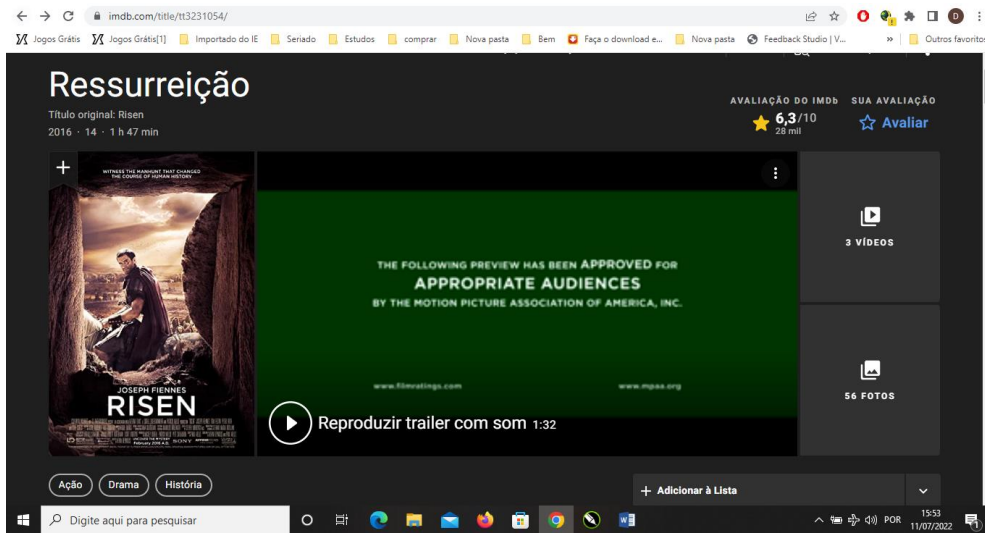 imdb.com/title/tt3231054/
Jogos Grátis
Jogos Grátis[1]
Importado do IE
Seriado
Estudos
comprar
Nova pasta
Bem
Faça o download e...
Nova pasta
Feedback Studio | V...
»
Outros favoritos
Ressurreição
Título original: Risen
2016 · 14 · 1 h 47 min
AVALIAÇÃO DO IMDb
6,3/10
28 mil
SUA AVALIAÇÃO
Avaliar
WITNESS THE MANHUNT THAT CHANGED
THE COURSE OF HUMAN HISTORY
JOSEPH FIENNES
RISEN
SONY
THE FOLLOWING PREVIEW HAS BEEN APPROVED FOR
APPROPRIATE AUDIENCES
BY THE MOTION PICTURE ASSOCIATION OF AMERICA, INC.
www.filmratings.com
www.mpaa.org
Reproduzir trailer com som 1:32
3 VÍDEOS
56 FOTOS
Ação
Drama
História
+ Adicionar à Lista
Digite aqui para pesquisar
POR
15:53
11/07/2022